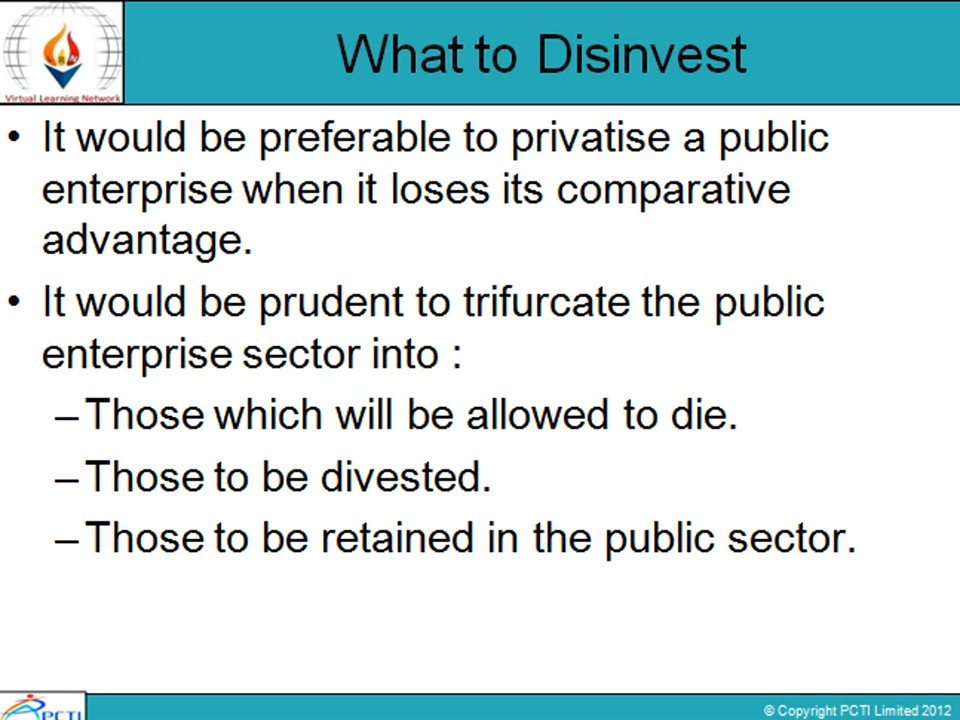 What to Disinvest
Virtual Learning Network
• It would be preferable to privatise a public
enterprise when it loses its comparative
advantage.
• It would be prudent to trifurcate the public
enterprise sector into :
– Those which will be allowed to die.
– Those to be divested.
– Those to be retained in the public sector.
PCTI
© Copyright PCTI Limited 2012